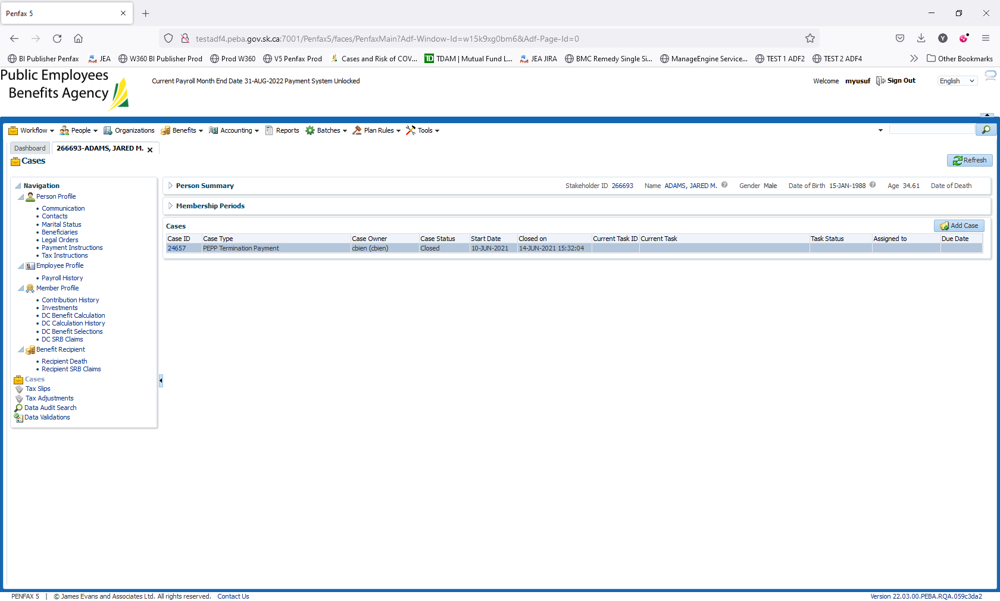 Penfax 5
testadf4.peba.gov.sk.ca:7001/Penfax5/faces/PenfaxMain?Adf-Window-Id=w15k9xg0bm6&Adf-Page-Id=0
BI Publisher Penfax JEA W360 BI Publisher Prod Prod W360 V5 Penfax Prod Cases and Risk of COV... TD TDAM | Mutual Fund L... JEA JIRA BMC Remedy Single Si... ManageEngine Service... TEST 1 ADF2 TEST 2 ADF4 Other Bookmarks
Public Employees
Benefits Agency
Current Payroll Month End Date 31-AUG-2022 Payment System Unlocked
Welcome myusuf Sign Out English
Workflow People Organizations Benefits Accounting Reports Batches Plan Rules Tools
Dashboard 266693-ADAMS, JARED M.
Cases
Refresh
Navigation
Person Profile
Communication
Contacts
Marital Status
Beneficiaries
Legal Orders
Payment Instructions
Tax Instructions
Employee Profile
Payroll History
Member Profile
Contribution History
Investments
DC Benefit Calculation
DC Calculation History
DC Benefit Selections
DC SRB Claims
Benefit Recipient
Recipient Death
Recipient SRB Claims
Cases
Tax Slips
Tax Adjustments
Data Audit Search
Data Validations
Person Summary Stakeholder ID 266693 Name ADAMS, JARED M. Gender Male Date of Birth 15-JAN-1988 Age 34.61 Date of Death
Membership Periods
Cases Add Case
Case ID Case Type Case Owner Case Status Start Date Closed on Current Task ID Current Task Task Status Assigned to Due Date
24657 PEPP Termination Payment cbien (cbien) Closed 10-JUN-2021 14-JUN-2021 15:32:04
PENFAX 5 | © James Evans and Associates Ltd. All rights reserved. Contact Us
Version 22.03.00.PEBA.RQA.059c3da2